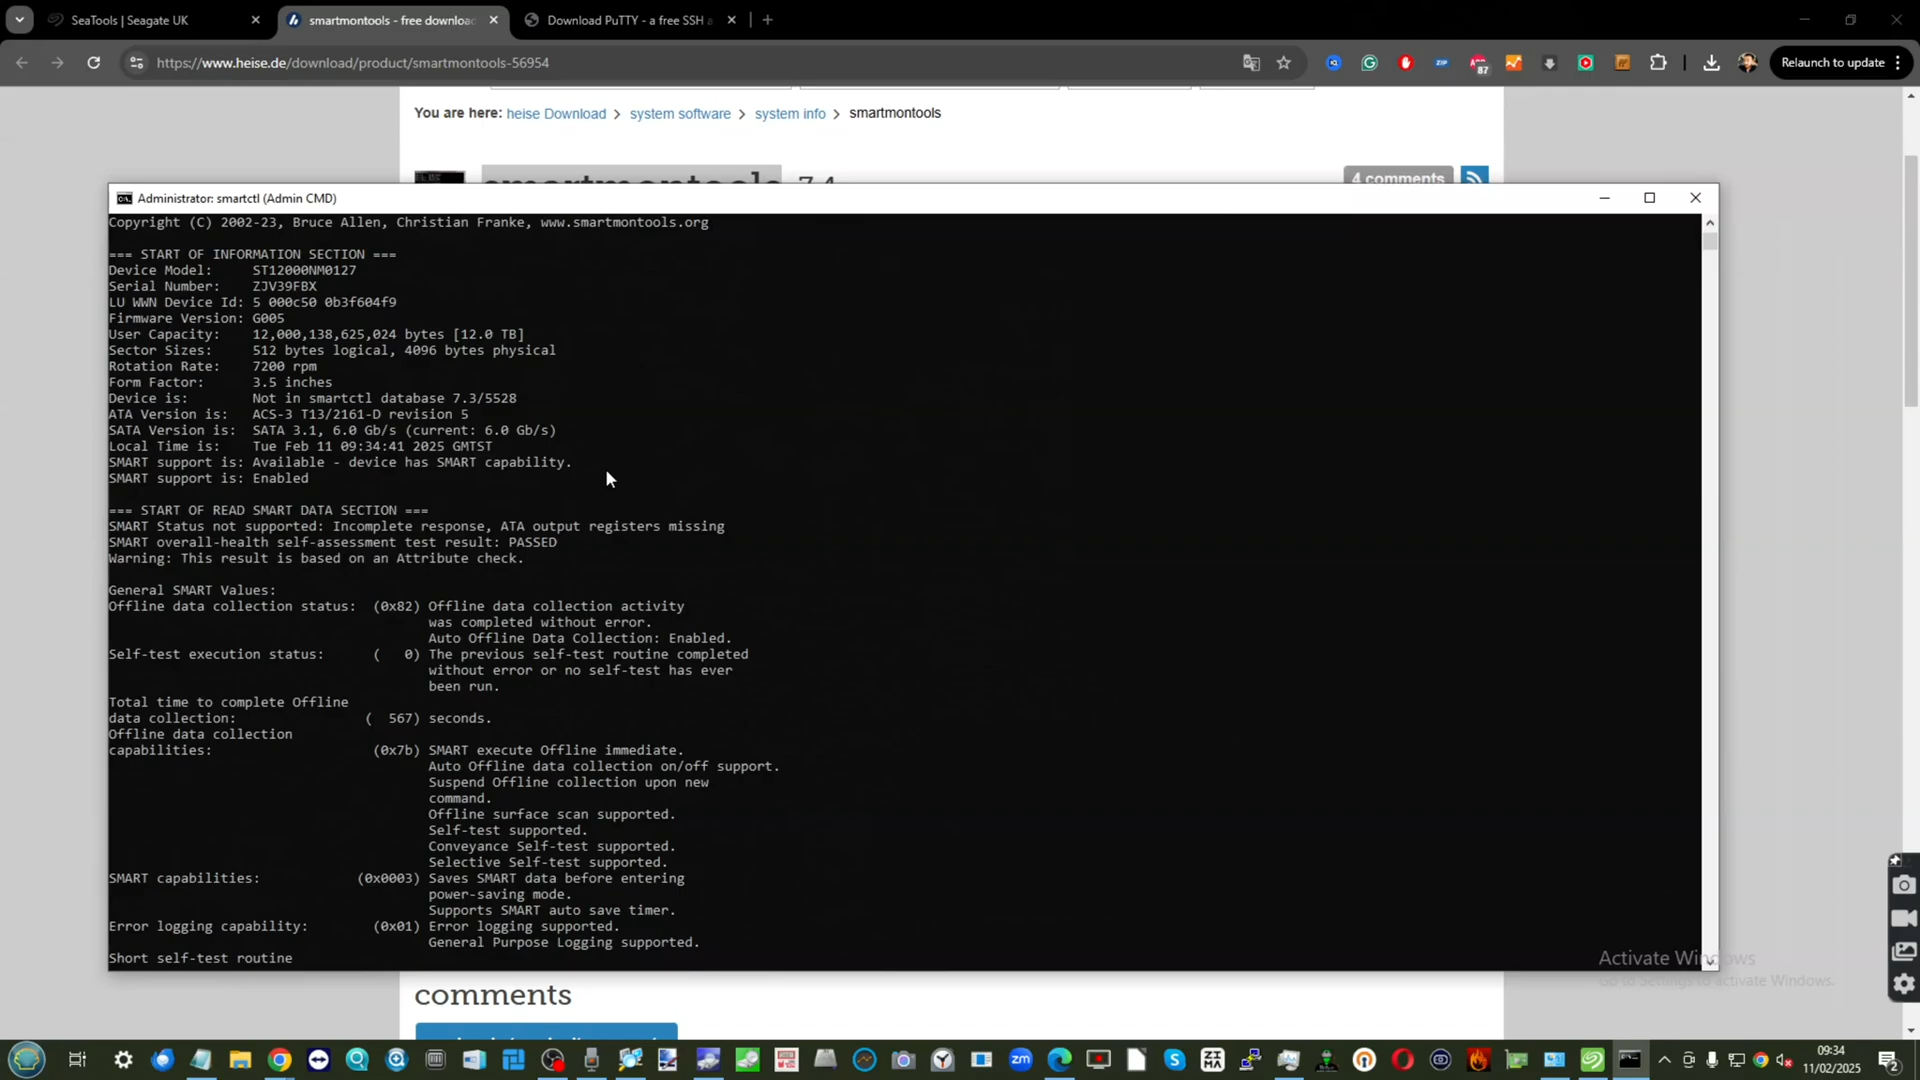 SeaTools | Seagate UK
smartmontools - free download
Download PuTTY - a free SSH a
https://www.heise.de/download/product/smartmontools-56954
ZIP
87
Relaunch to update
You are here: heise Download > system software > system info > smartmontools
smartmontools 7.4
4 comments
Administrator: smartctl (Admin CMD)
Copyright (C) 2002-23, Bruce Allen, Christian Franke, www.smartmontools.org
=== START OF INFORMATION SECTION ===
Device Model:     ST12000NM0127
Serial Number:    ZJV39FBX
LU WWN Device Id: 5 000c50 0b3f604f9
Firmware Version: G005
User Capacity:    12,000,138,625,024 bytes [12.0 TB]
Sector Sizes:     512 bytes logical, 4096 bytes physical
Rotation Rate:    7200 rpm
Form Factor:      3.5 inches
Device is:        Not in smartctl database 7.3/5528
ATA Version is:   ACS-3 T13/2161-D revision 5
SATA Version is:  SATA 3.1, 6.0 Gb/s (current: 6.0 Gb/s)
Local Time is:    Tue Feb 11 09:34:41 2025 GMTST
SMART support is: Available - device has SMART capability.
SMART support is: Enabled
=== START OF READ SMART DATA SECTION ===
SMART Status not supported: Incomplete response, ATA output registers missing
SMART overall-health self-assessment test result: PASSED
Warning: This result is based on an Attribute check.
General SMART Values:
Offline data collection status:  (0x82) Offline data collection activity
was completed without error.
Auto Offline Data Collection: Enabled.
Self-test execution status:      (   0) The previous self-test routine completed
without error or no self-test has ever
been run.
Total time to complete Offline
data collection:                (  567) seconds.
Offline data collection
capabilities:                    (0x7b) SMART execute Offline immediate.
Auto Offline data collection on/off support.
Suspend Offline collection upon new
command.
Offline surface scan supported.
Self-test supported.
Conveyance Self-test supported.
Selective Self-test supported.
SMART capabilities:            (0x0003) Saves SMART data before entering
power-saving mode.
Supports SMART auto save timer.
Error logging capability:        (0x01) Error logging supported.
General Purpose Logging supported.
Short self-test routine
Activate Windows
Go to Settings to activate Windows.
comments
zm
09:34
11/02/2025
2